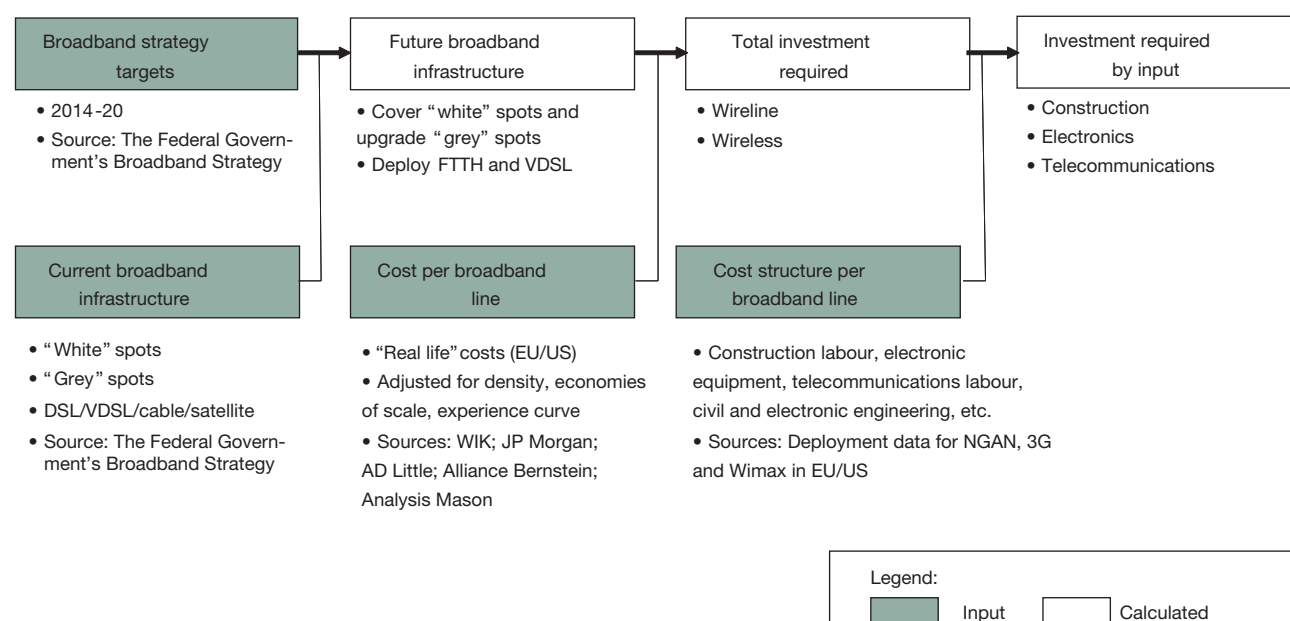 Broadband strategy
targets
Future broadband
infrastructure
Total investment
required
Investment required
by input
• 2014-20
• Source: The Federal Govern-
ment's Broadband Strategy
• Cover “white” spots and
upgrade “grey” spots
• Deploy FTTH and VDSL
• Wireline
• Wireless
• Construction
• Electronics
• Telecommunications
Current broadband
infrastructure
Cost per broadband
line
Cost structure per
broadband line
• “White” spots
• “Grey” spots
• DSL/VDSL/cable/satellite
• Source: The Federal Govern-
ment's Broadband Strategy
• “Real life” costs (EU/US)
• Adjusted for density, economies
of scale, experience curve
• Sources: WIK; JP Morgan;
AD Little; Alliance Bernstein;
Analysis Mason
• Construction labour, electronic
equipment, telecommunications labour,
civil and electronic engineering, etc.
• Sources: Deployment data for NGAN, 3G
and Wimax in EU/US
Legend:
Input Calculated